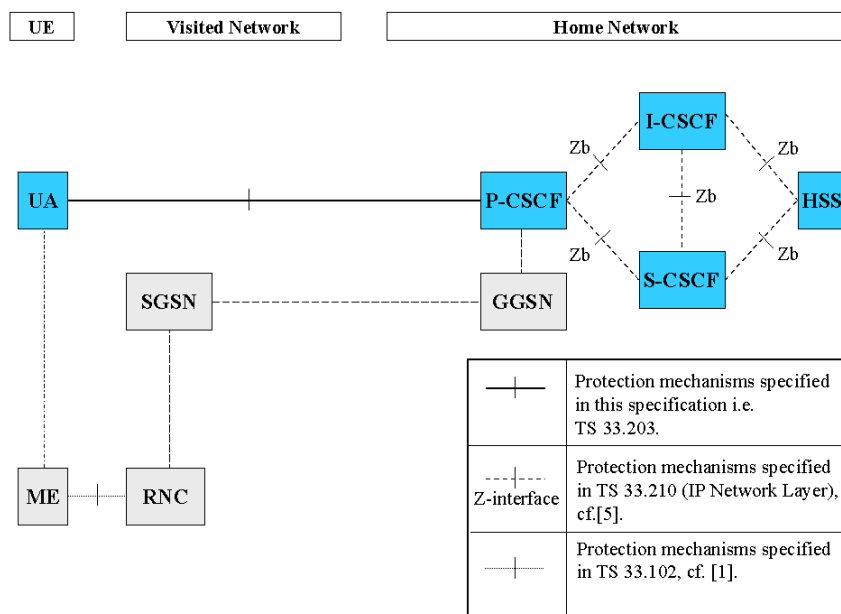 UE
Visited Network
Home Network
I-CSCF
Zb
Zb
UA
P-CSCF
Zb
HSS
Zb
Zb
S-CSCF
SGSN
GGSN
Protection mechanisms specified
in this specification i.e.
TS 33.203.
ME
RNC
Z-interface
Protection mechanisms specified
in TS 33.210 (IP Network Layer),
cf.[5].
Protection mechanisms specified
in TS 33.102, cf. [1].